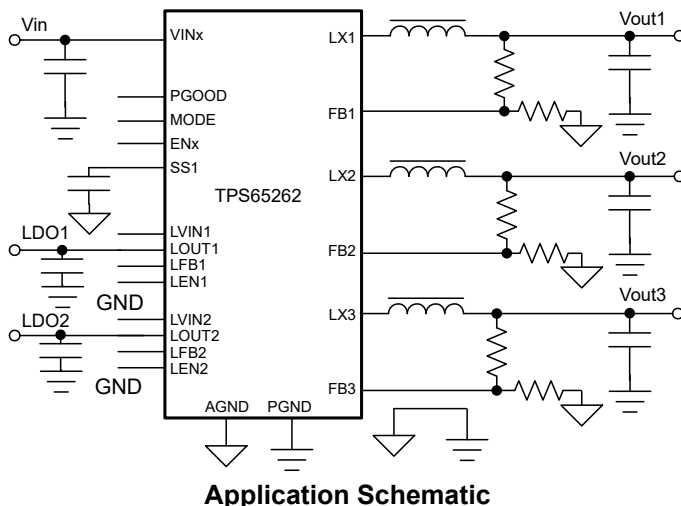 Vin
VINx
PGOOD
MODE
ENx
SS1
TPS65262
LDO1
LVIN1
LOUT1
LFB1
LEN1
GND
LDO2
LVIN2
LOUT2
LFB2
LEN2
GND
AGND
PGND
LX1
Vout1
FB1
LX2
Vout2
FB2
LX3
Vout3
FB3
Application Schematic